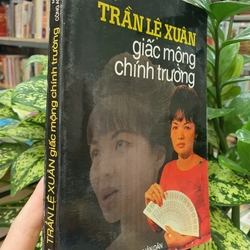 TRẦN LỆ XUÂN
giấc mộng
chính trường
TRẦN LỆ XUÂN giấc mộng chính trường